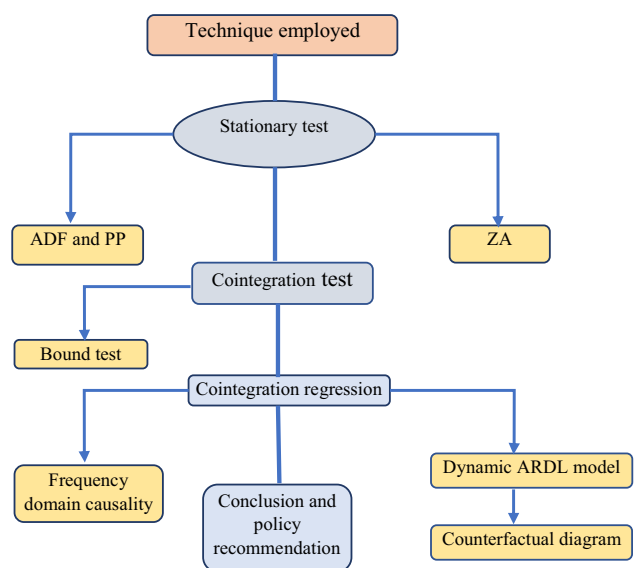 Technique employed
Stationary test
ADF and PP
ZA
Cointegration test
Bound test
Cointegration regression
Frequency
domain causality
Conclusion and
policy
recommendation
Dynamic ARDL model
Counterfactual diagram